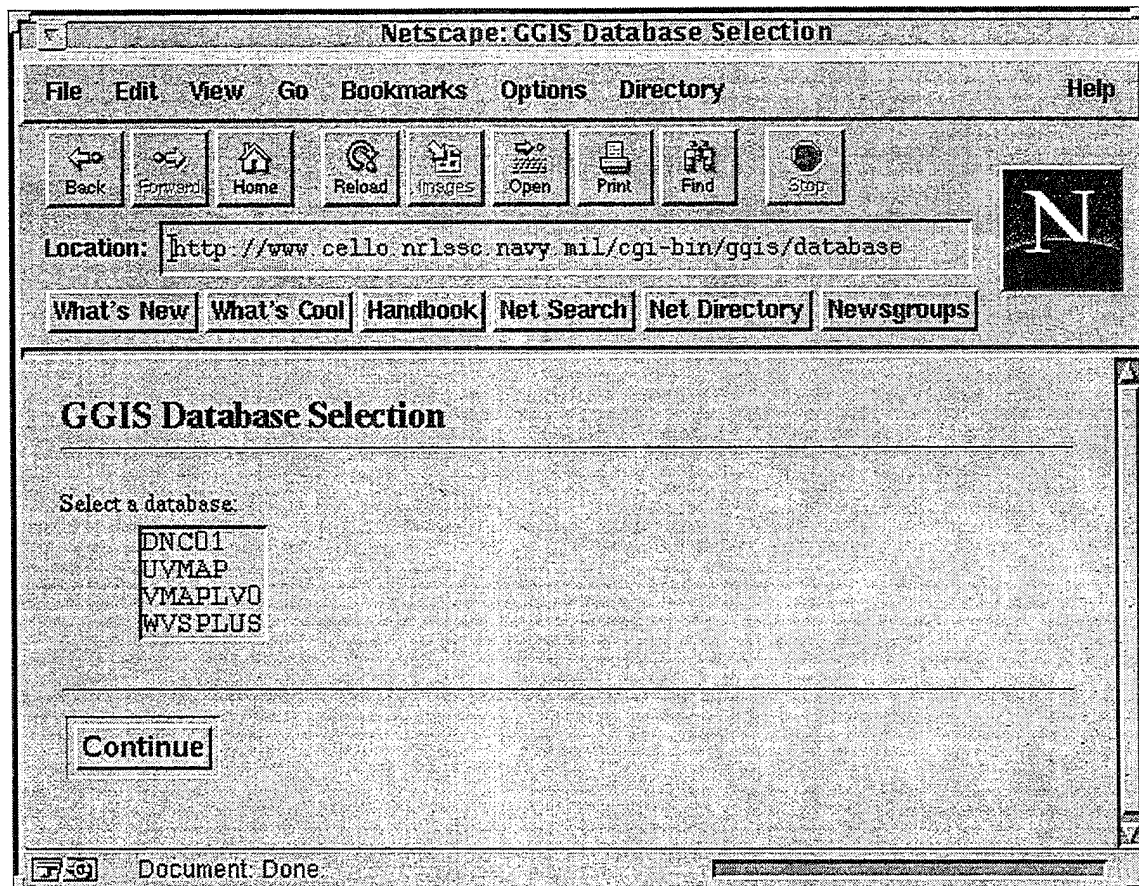 Netscape: GGIS Database Selection
File Edit View Go Bookmarks Options Directory Help
Back Forward Home Reload Images Open Print Find Stop
N
Location: http://www.cello.nrlssc.navy.mil/cgi-bin/ggis/database
What's New What's Cool Handbook Net Search Net Directory Newsgroups
GGIS Database Selection
Select a database:
DNC01
UVMAP
VMAPLV0
WVSPLUS
Continue
Document: Done.